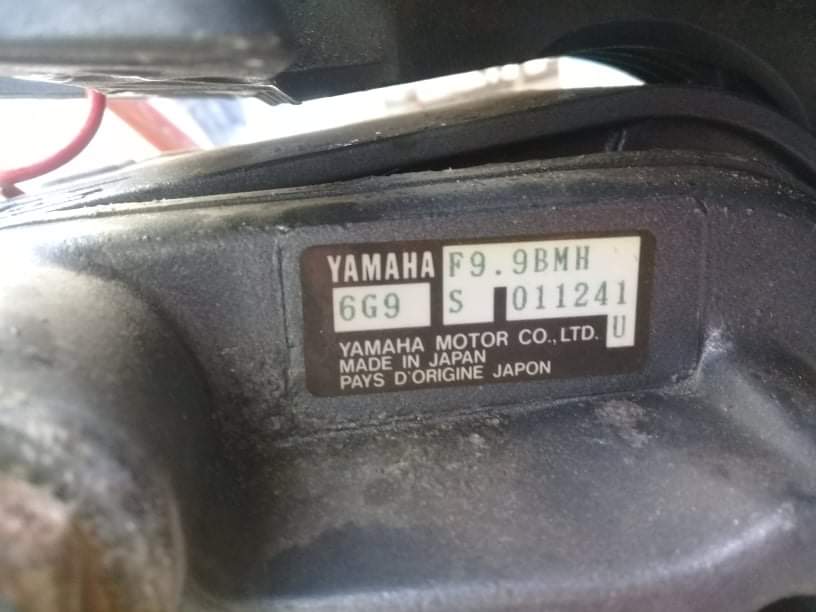 YAMAHA F9.9BMH
6G9 S 011241
U
YAMAHA MOTOR CO.,LTD.
MADE IN JAPAN
PAYS D'ORIGINE JAPON